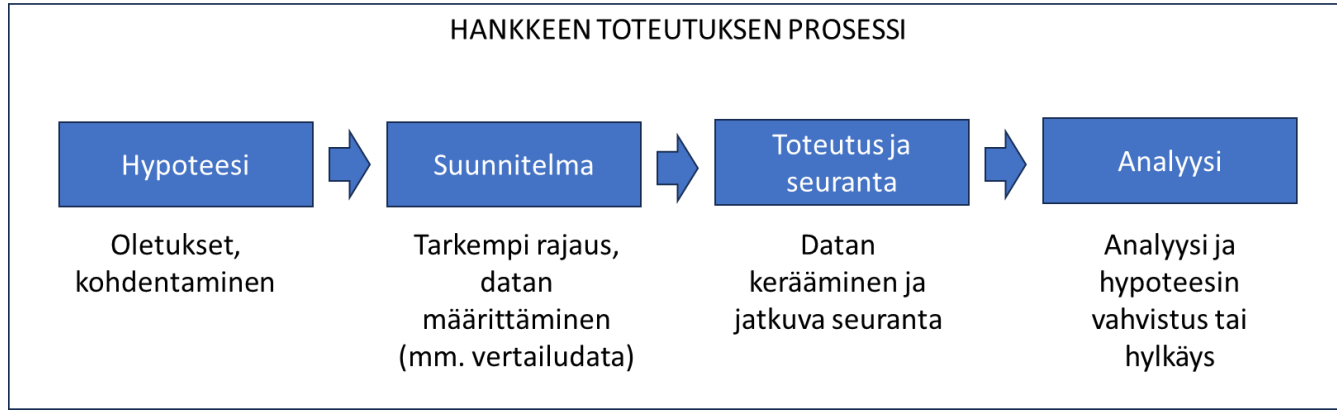 HANKKEEN TOTEUTUKSEN PROSESSI
Hypoteesi
Oletukset,
kohdentaminen
Suunnitelma
Tarkempi rajaus,
datan
määrittäminen
(mm. vertailudata)
Toteutus ja
seuranta
Datan
kerääminen ja
jatkuva seuranta
Analyysi
Analyysi ja
hypoteesin
vahvistus tai
hylkäys